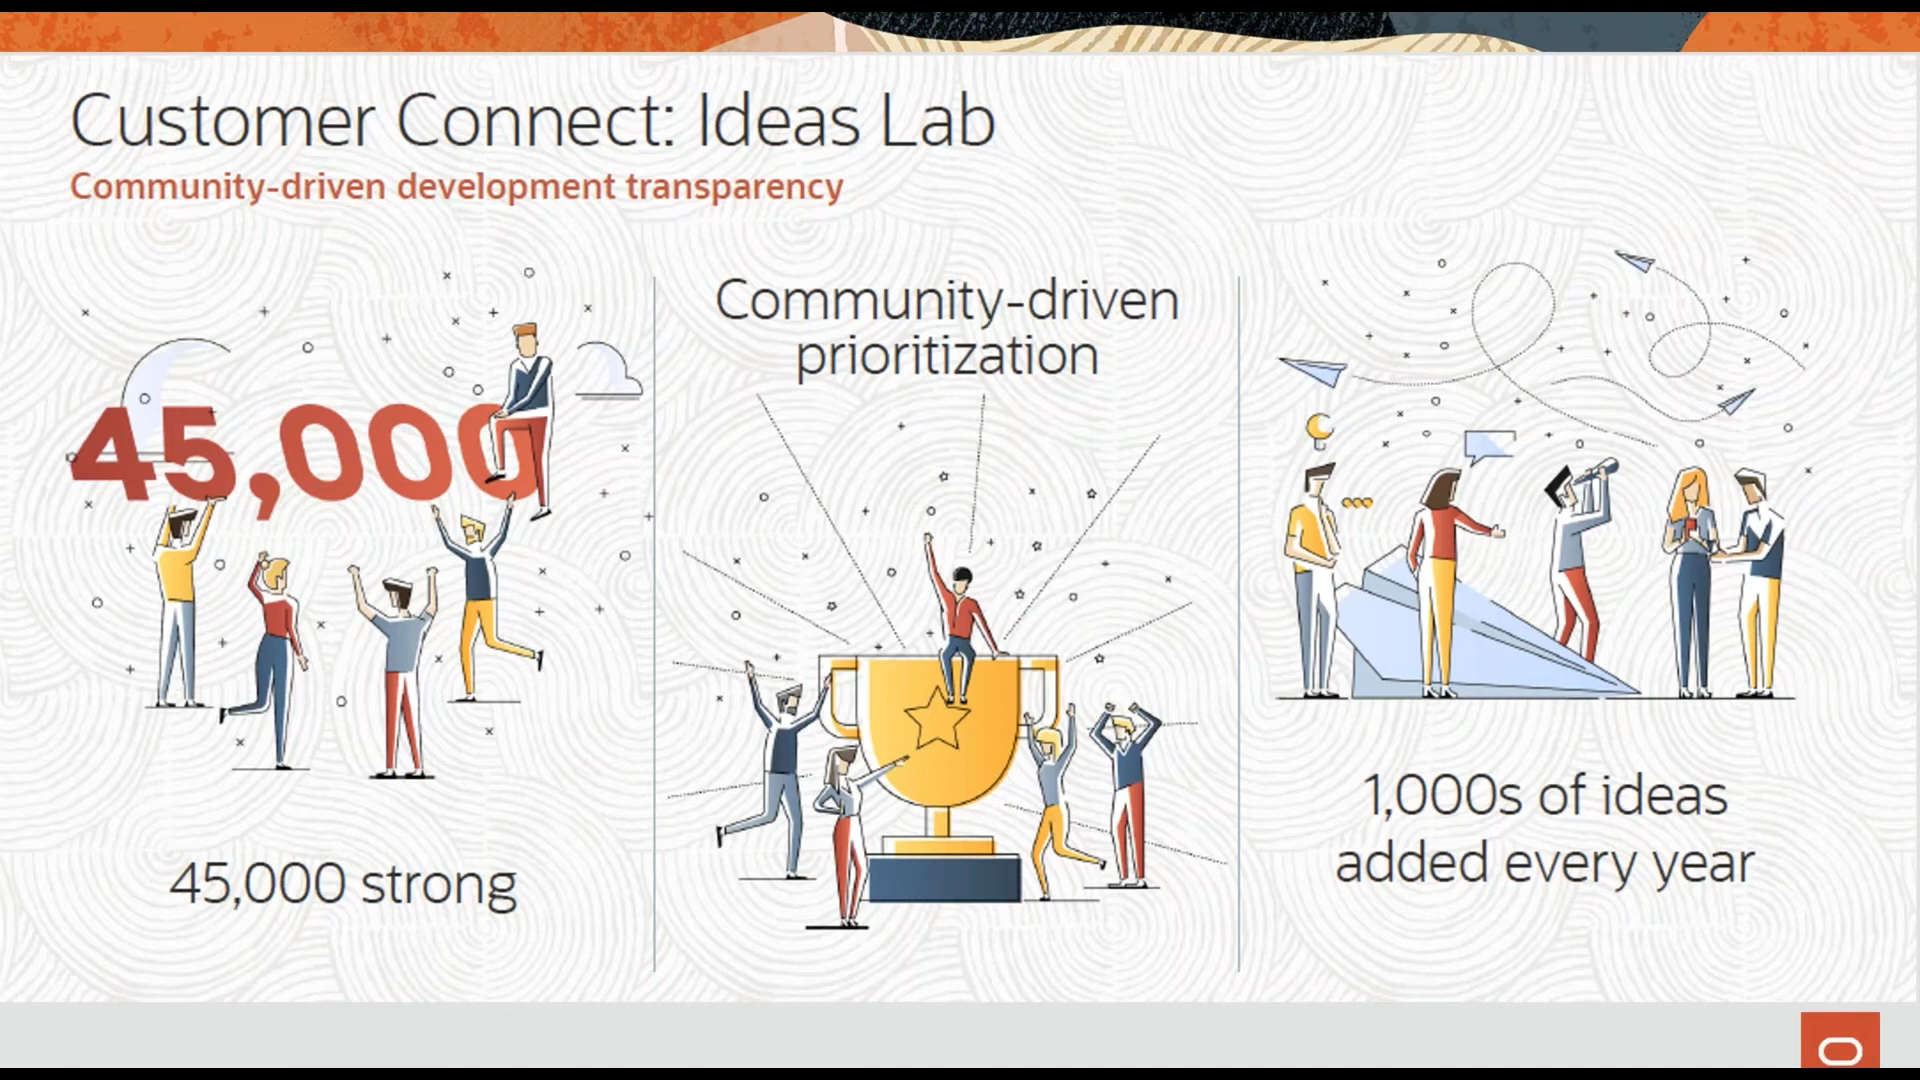 Customer Connect: Ideas Lab
Community-driven development transparency
45,000
45,000 strong
Community-driven
prioritization
1,000s of ideas
added every year